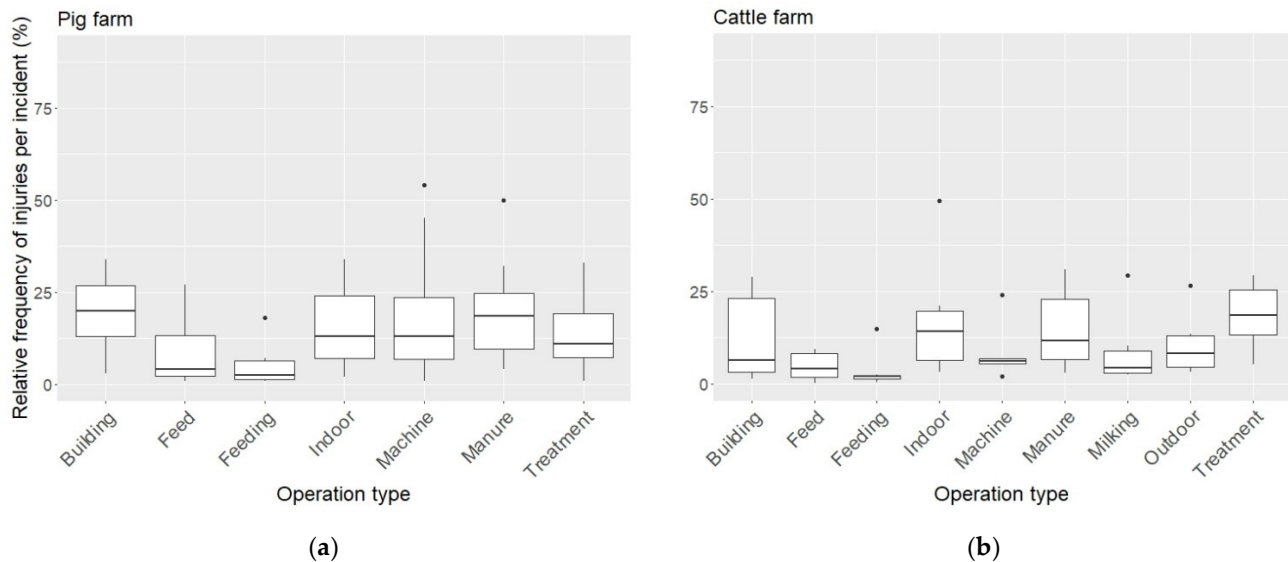 Pig farm
Relative frequency of injuries per incident (%)
75
50
25
0
Building
Feed
Feeding
Indoor
Machine
Manure
Treatment
Operation type
(a)
Cattle farm
75
50
25
0
Building
Feed
Feeding
Indoor
Machine
Manure
Milking
Outdoor
Treatment
Operation type
(b)